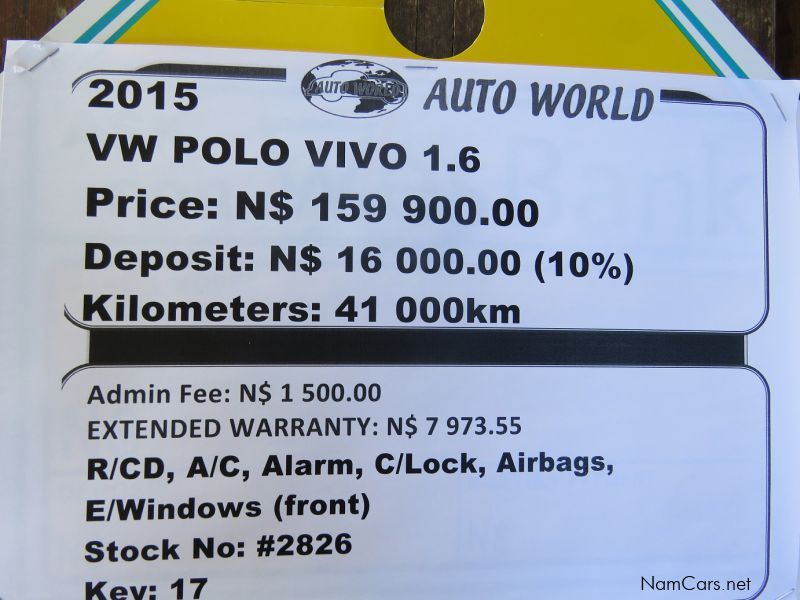 2015
AUTO WORLD
AUTO WORLD
VW POLO VIVO 1.6
Price: N$ 159 900.00
Deposit: N$ 16 000.00 (10%)
Kilometers: 41 000km
Admin Fee: N$ 1 500.00
EXTENDED WARRANTY: N$ 7 973.55
R/CD, A/C, Alarm, C/Lock, Airbags,
E/Windows (front)
Stock No: #2826
Key: 17
NamCars.net